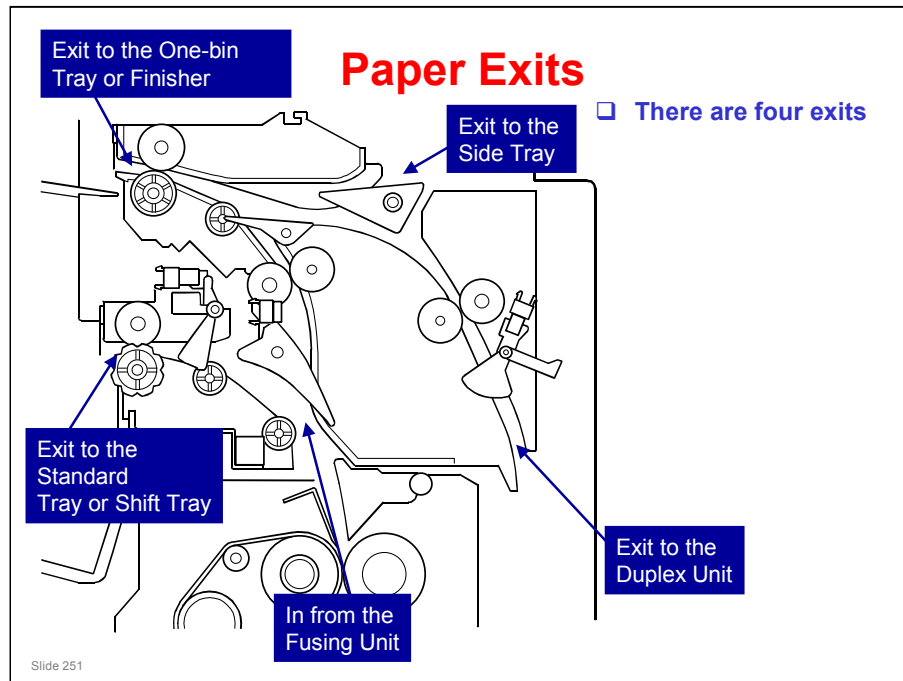 Paper Exits
❑ There are four exits
Exit to the One-bin
Tray or Finisher
Exit to the
Side Tray
Exit to the
Standard
Tray or Shift Tray
Exit to the
Duplex Unit
In from the
Fusing Unit
Slide 251